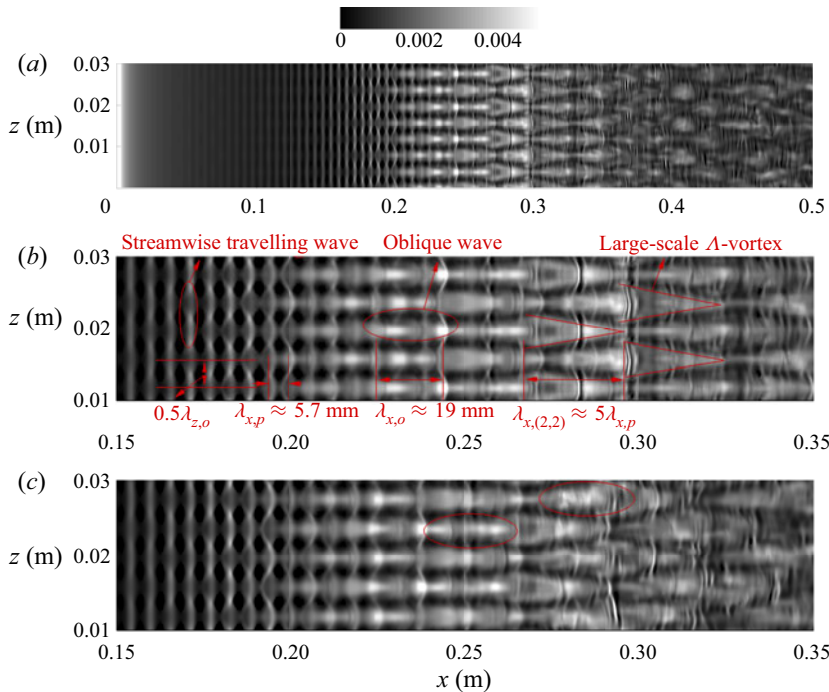 0 0.002 0.004
(a)
0.03
0.02
0.01
z (m)
0 0.1 0.2 0.3 0.4 0.5
(b)
Streamwise travelling wave Oblique wave Large-scale Λ-vortex
0.03
0.02
0.01
z (m)
0.5λz,o λx,p ≈ 5.7 mm λx,o ≈ 19 mm λx,(2,2) ≈ 5λx,p
0.15 0.20 0.25 0.30 0.35
(c)
0.03
0.02
0.01
z (m)
0.15 0.20 0.25 0.30 0.35
x (m)